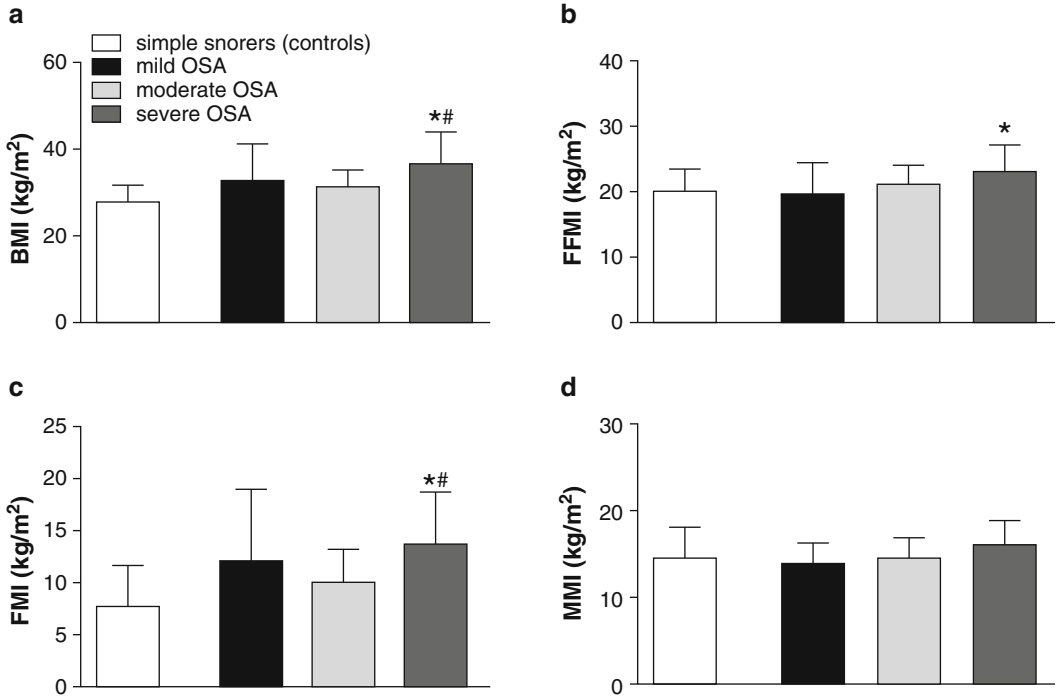 a
simple snorers (controls)
mild OSA
moderate OSA
severe OSA
60
40
20
0
BMI (kg/m²)
*#
b
40
30
20
10
0
FFMI (kg/m²)
*
c
25
20
15
10
5
0
FMI (kg/m²)
*#
d
30
20
10
0
MMI (kg/m²)